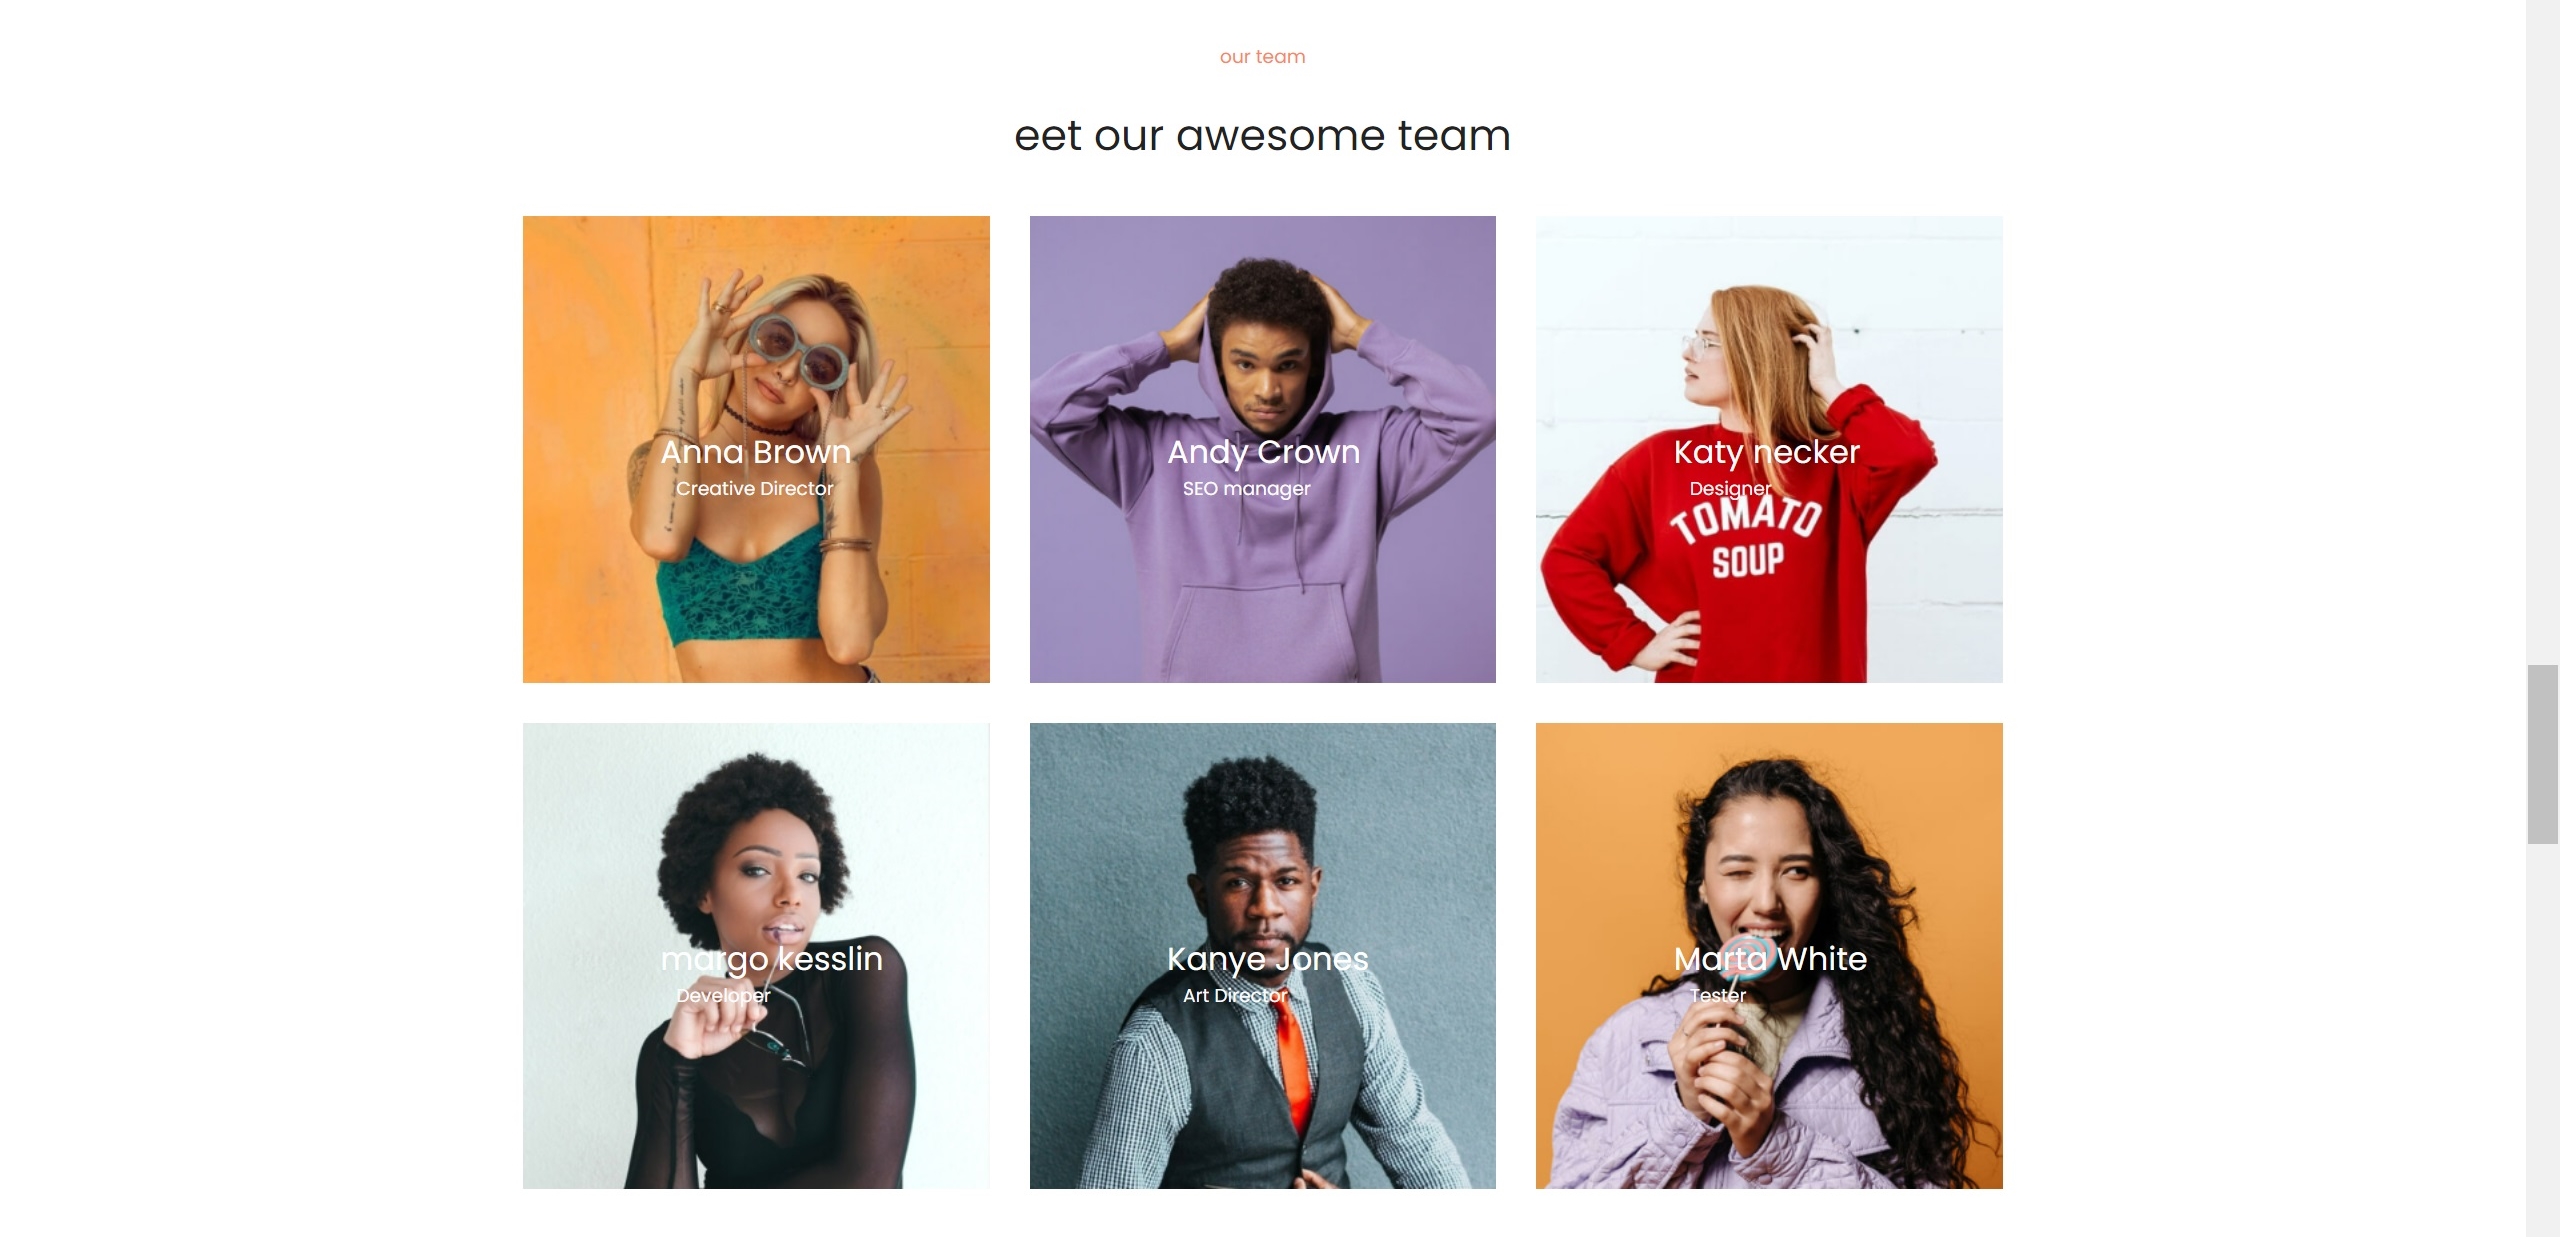 our team
eet our awesome team
Anna Brown
Creative Director
Andy Crown
SEO manager
Katy necker
Designer
TOMATO
SOUP
margo kesslin
Developer
Kanye Jones
Art Director
Marta White
Tester